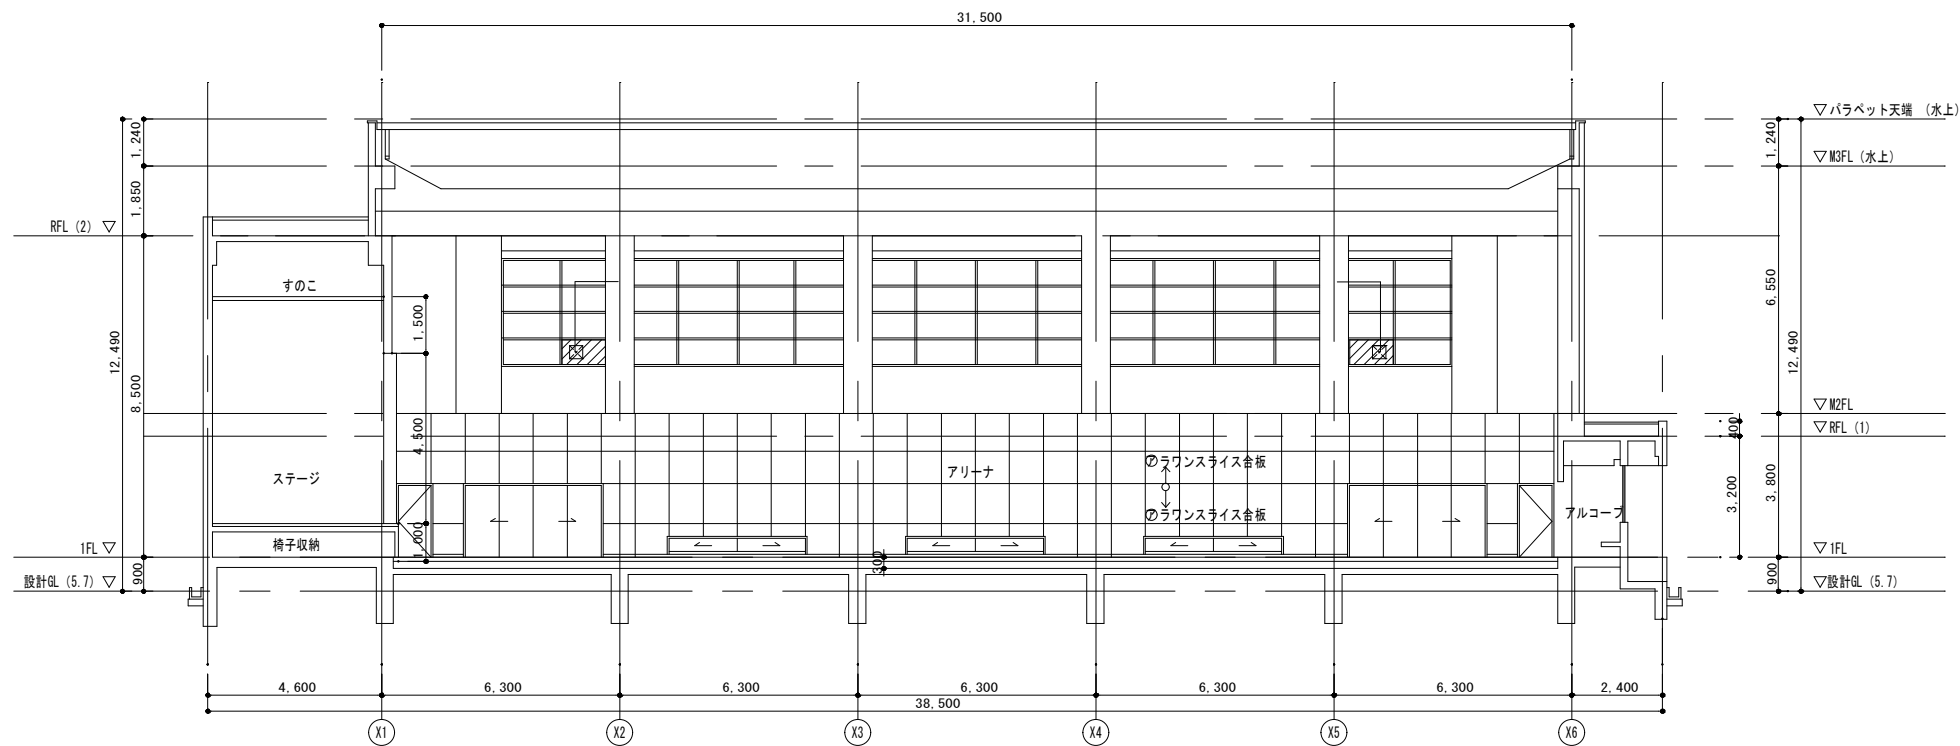 31,500
▽パラペット天端 (水上)
1,240
1,240
▽M3FL (水上)
1,850
RFL (2) ▽
6,550
すのこ
1,500
12,490
12,490
8,500
▽M2FL
400
▽RFL (1)
4,500
㋐ラワンスライス合板
アリーナ
ステージ
3,200
3,800
アルコーブ
㋐ラワンスライス合板
1,000
椅子収納
1FL ▽
▽1FL
300
900
900
設計GL (5.7) ▽
▽設計GL (5.7)
4,600
6,300
6,300
6,300
6,300
6,300
2,400
38,500
X1
X2
X3
X4
X5
X6